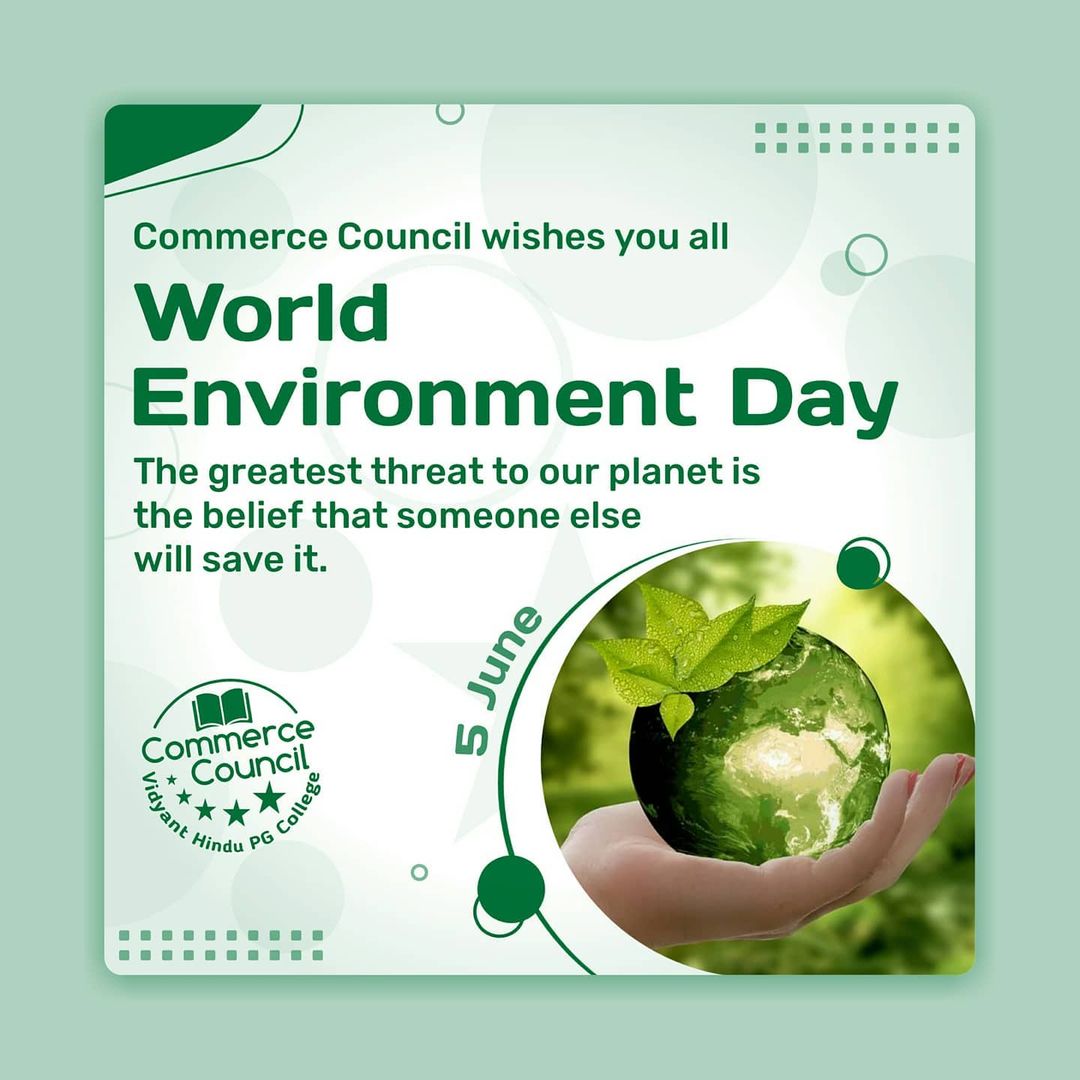 Commerce Council wishes you all
World
Environment Day
The greatest threat to our planet is
the belief that someone else
will save it.
5 June
Commerce
Council
Vidyant Hindu PG College